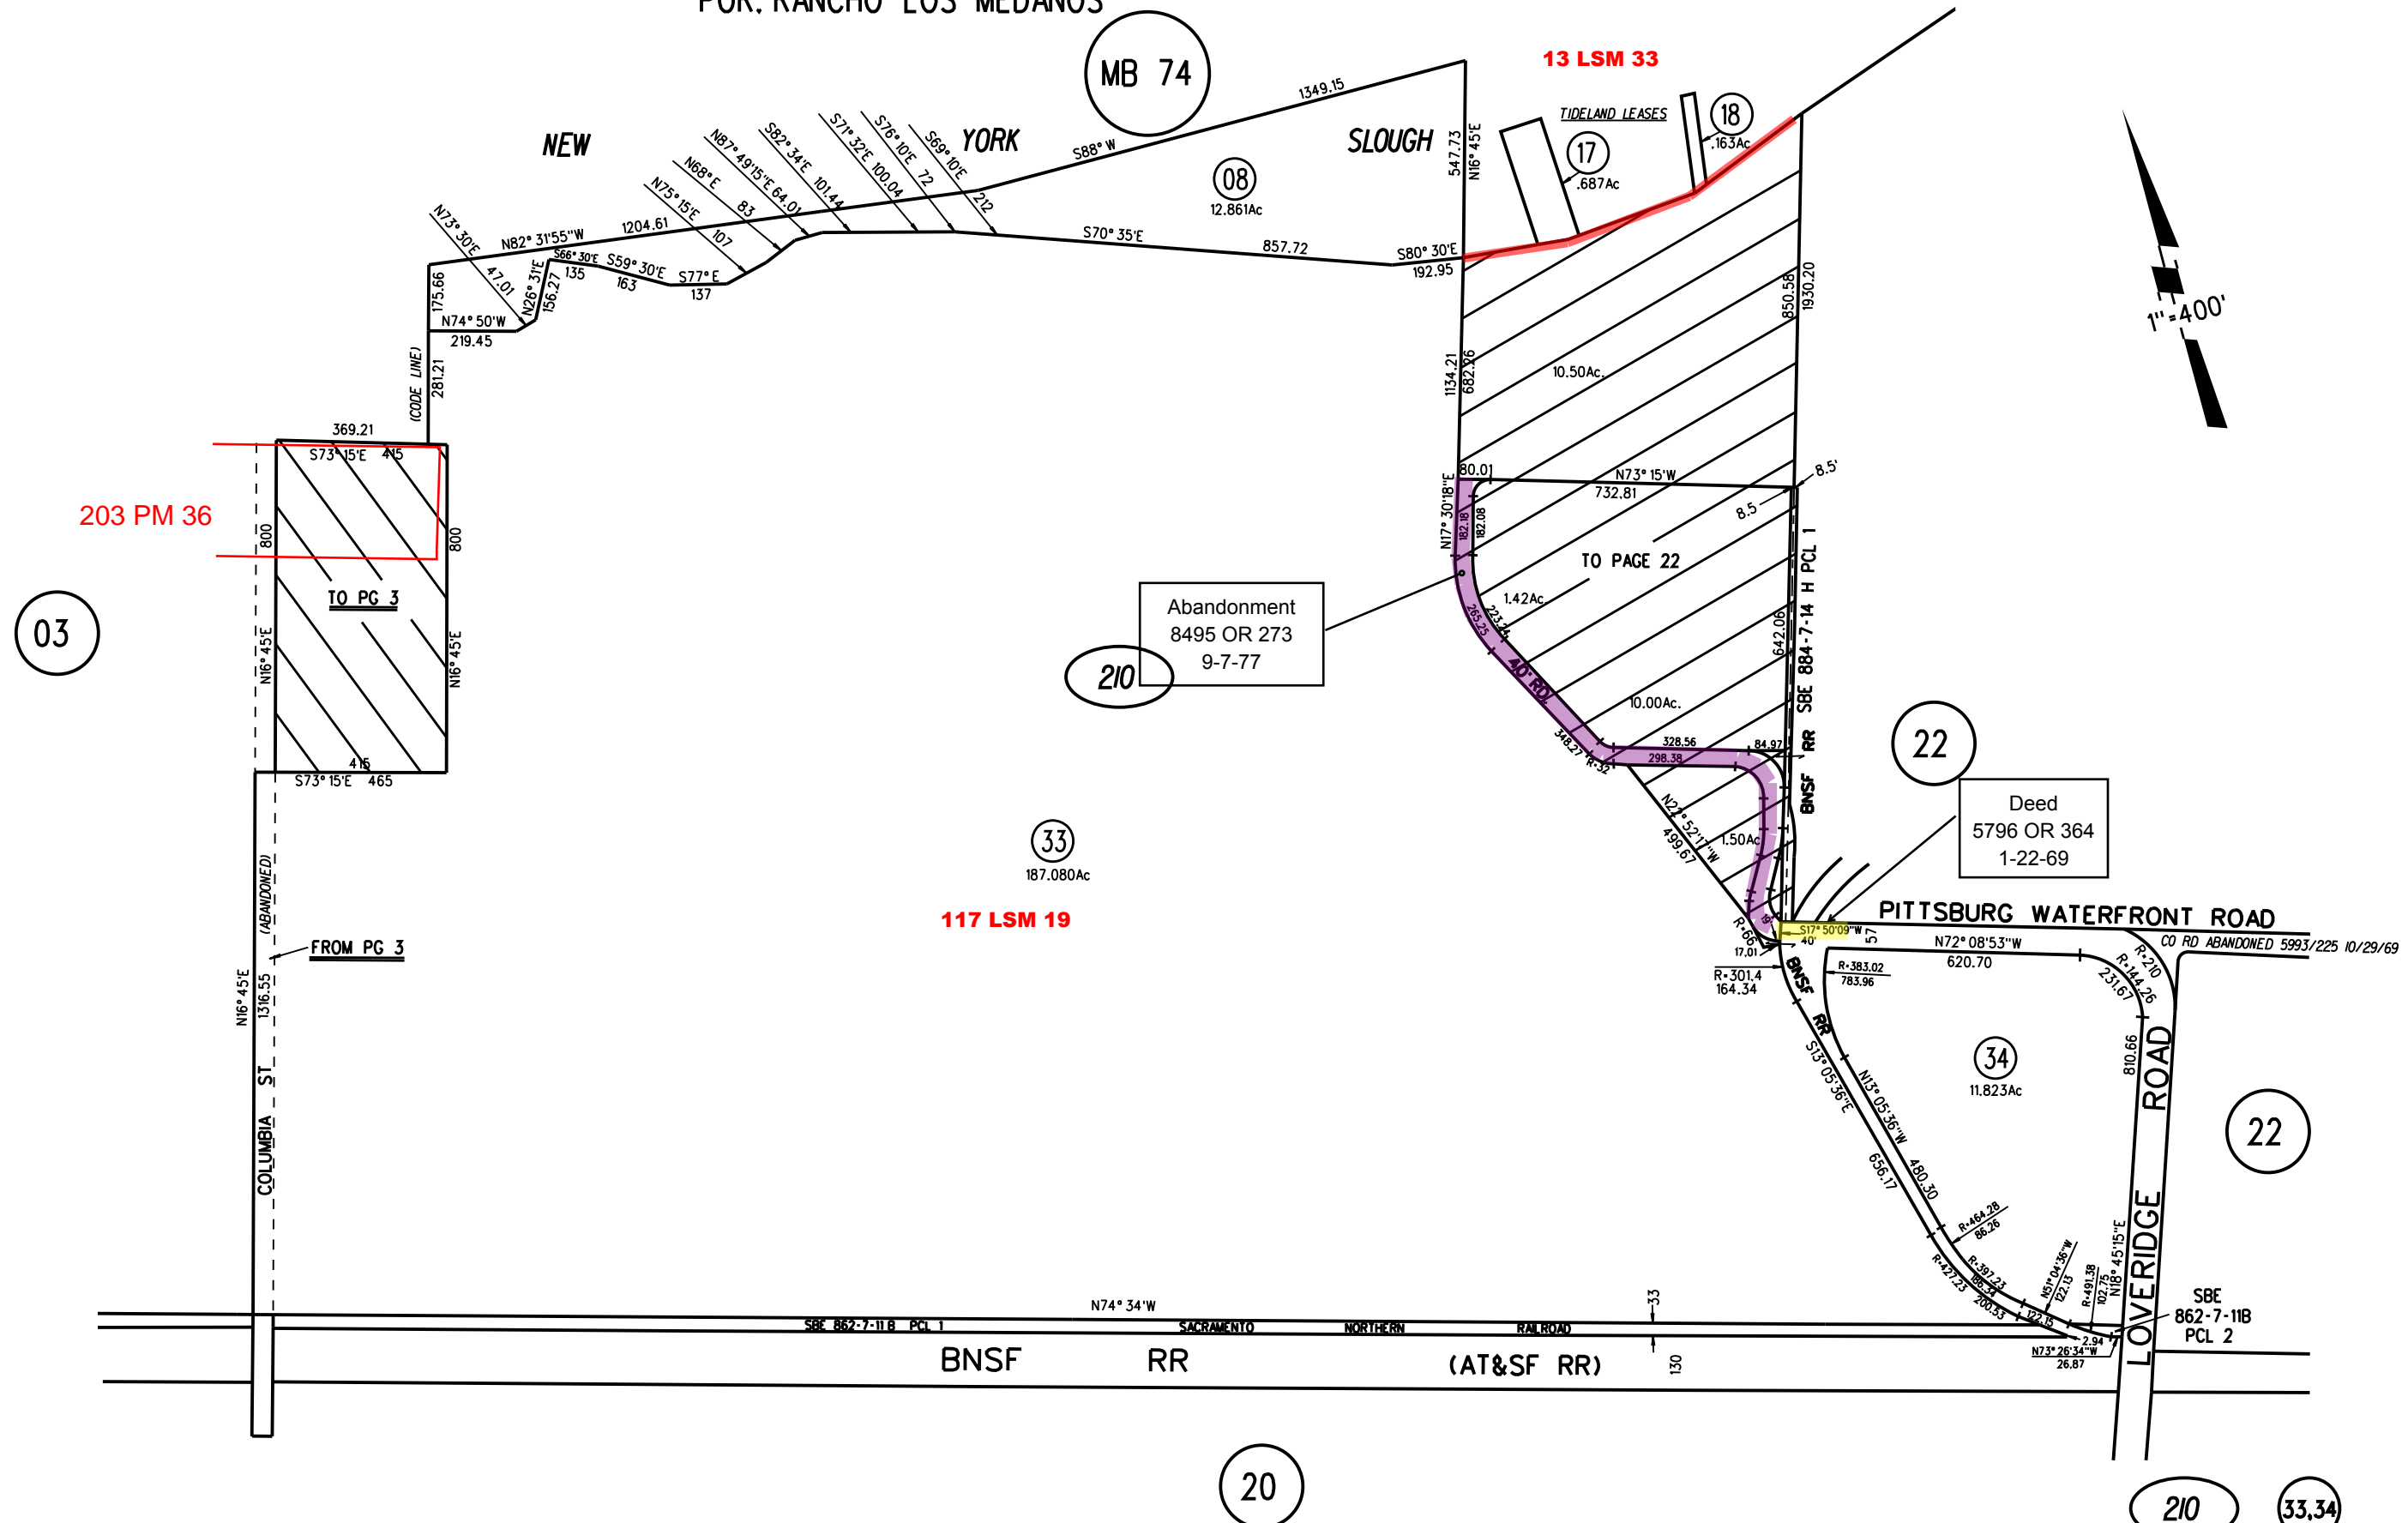 POR. RANCHO LOS MEDANOS
MB 74
13 LSM 33
NEW YORK SLOUGH
TIDELAND LEASES
18
.163Ac
17
.687Ac
08
12.861Ac
1349.15
S88° W
547.73
N16° 45'E
S69° 10'E 212
S76° 10'E 72
S71° 32'E 100.04
S82° 34'E 101.44
N87° 49'15"E 64.01
N68° E 83
N75° 15'E 107
N73° 30'E 47.01
N82° 31'55"W 1204.61
175.66
N74° 50'W
219.45
N26° 31'E
156.27
S66° 30'E
135
S59° 30'E
163
S77° E
137
S70° 35'E 857.72
S80° 30'E
192.95
(CODE LINE)
281.21
1"=400'
850.58
1930.20
1134.21
682.26
10.50Ac.
369.21
S73° 15'E 415
203 PM 36
800
800
TO PG 3
N16° 45'E
N16° 45'E
415
S73° 15'E 465
03
80.01
N73° 15'W
732.81
8.5'
8.5
N17° 30'18"E
182.18
182.08
TO PAGE 22
1.42Ac
265.25
223.24
40' RD.
642.06
BNSF RR SBE 884-7-14 H PCL 1
10.00Ac.
Abandonment
8495 OR 273
9-7-77
210
348.27
R=32
328.56
298.38
84.97
N22° 52'17"W
499.67
1.50Ac
22
Deed
5796 OR 364
1-22-69
33
187.080Ac
117 LSM 19
(ABANDONED)
FROM PG 3
N16° 45'E
1316.55
COLUMBIA ST
PITTSBURG WATERFRONT ROAD
CO RD ABANDONED 5993/225 10/29/69
S17° 50'09"W
40'
57
19
R=66
17.01
R=301.4
164.34
BNSF RR
R=383.02
783.96
N72° 08'53"W
620.70
R=210
R=144.26
231.67
34
11.823Ac
810.66
LOVERIDGE ROAD
22
S13° 05'36"E
656.17
N13° 05'36"W
480.30
R=464.28
86.26
R=397.23
186.34
R=427.23
200.53
N51° 04'36"W
122.13
122.15
R=491.38
102.75
N18° 45'15"E
SBE
862-7-11B
PCL 2
2.94
N73° 26'34"W
26.87
N74° 34'W
33
SBE 862-7-11 B PCL 1 SACRAMENTO NORTHERN RAILROAD
BNSF RR (AT&SF RR)
130
20
210
33,34